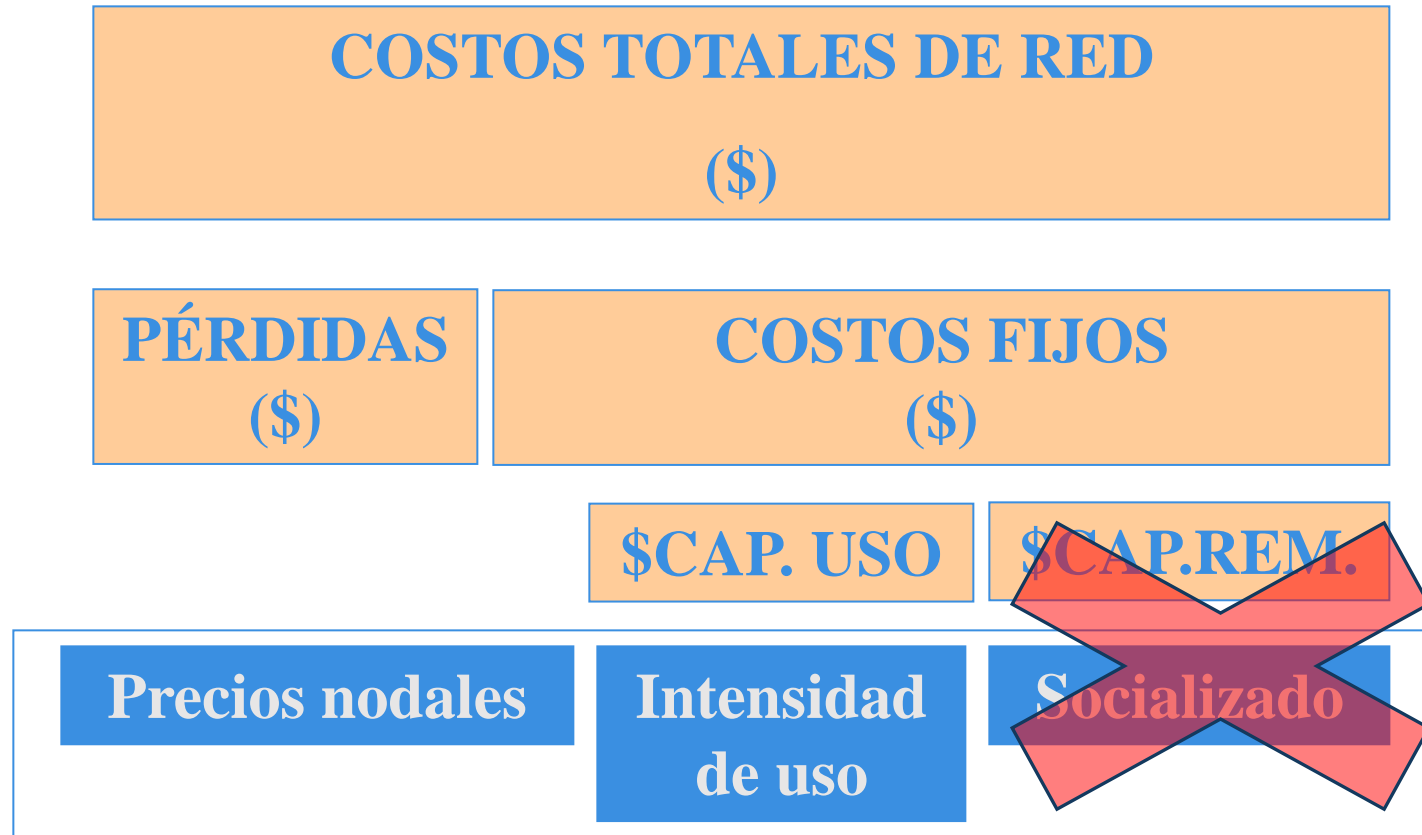 COSTOS TOTALES DE RED
($)
PÉRDIDAS
($)
COSTOS FIJOS
($)
$CAP. USO
$CAP.REM.
Precios nodales
Intensidad
de uso
Socializado